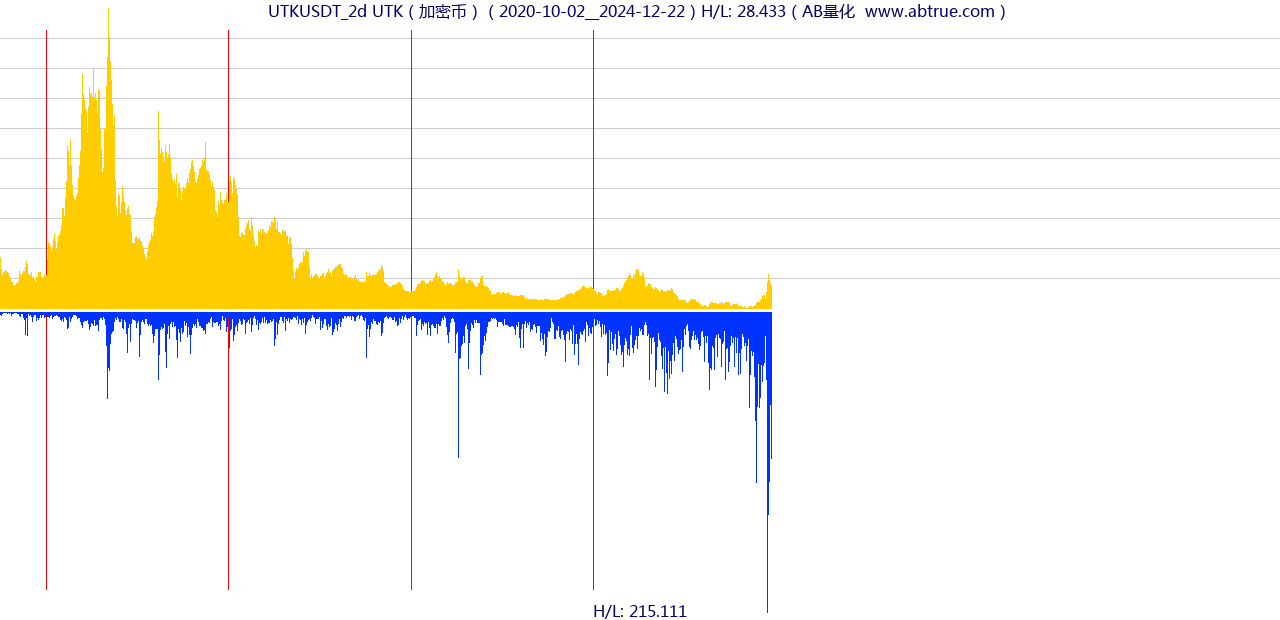 UTKUSDT_2d UTK（加密币）（2020-10-02__2024-12-22）H/L: 28.433（AB量化  www.abtrue.com）
H/L: 215.111